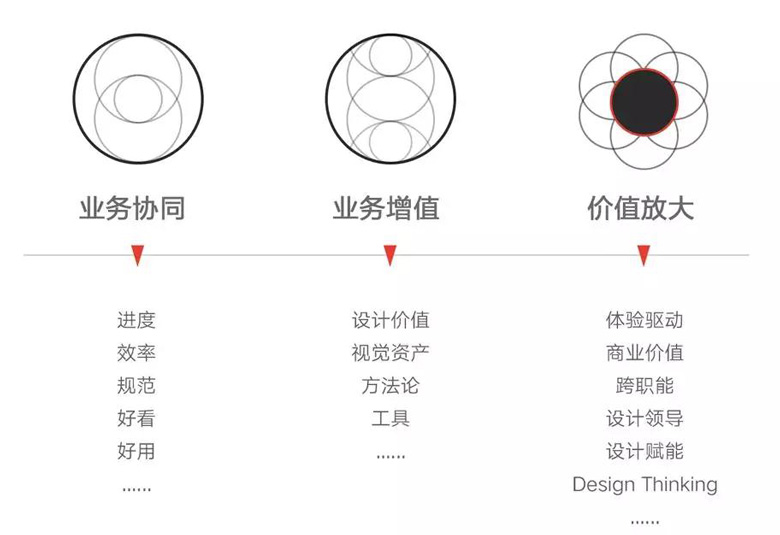 业务协同
业务增值
价值放大
进度
效率
规范
好看
好用
......
设计价值
视觉资产
方法论
工具
......
体验驱动
商业价值
跨职能
设计领导
设计赋能
Design Thinking
......